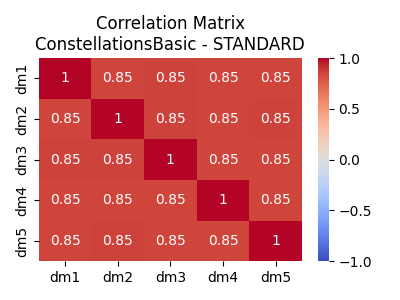 Correlation Matrix
ConstellationsBasic - STANDARD
dm1 1 0.85 0.85 0.85 0.85
dm2 0.85 1 0.85 0.85 0.85
dm3 0.85 0.85 1 0.85 0.85
dm4 0.85 0.85 0.85 1 0.85
dm5 0.85 0.85 0.85 0.85 1
dm1 dm2 dm3 dm4 dm5
1.0
0.5
0.0
−0.5
−1.0